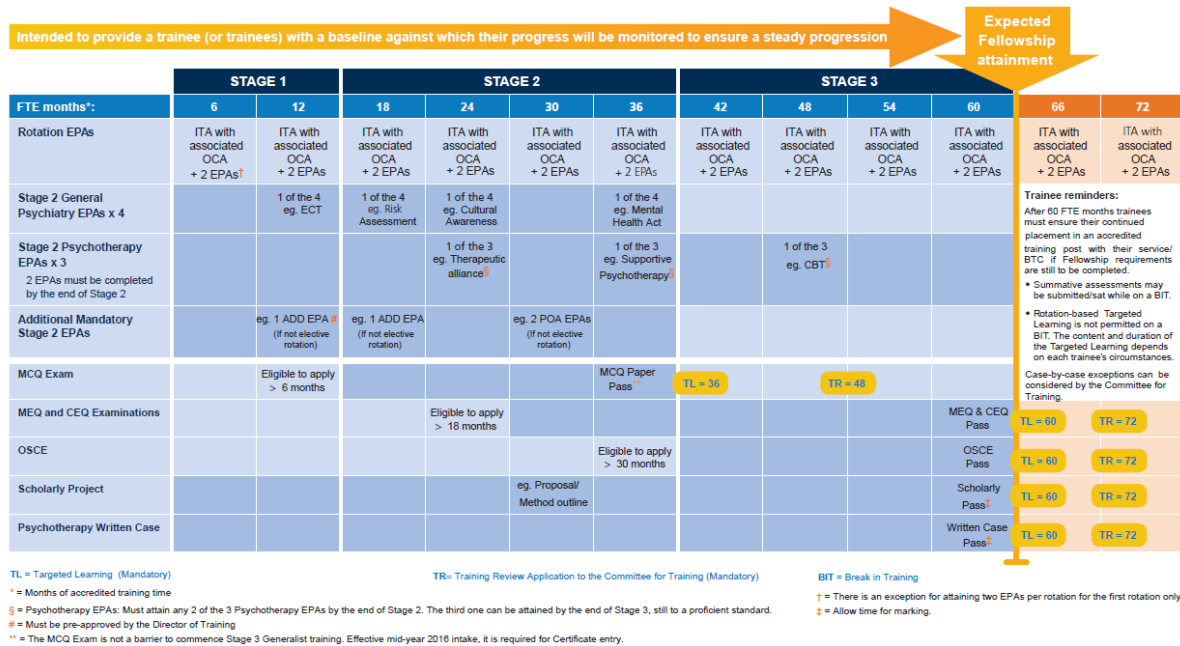 Intended to provide a trainee (or trainees) with a baseline against which their progress will be monitored to ensure a steady progression
Expected
Fellowship
attainment
STAGE 1 STAGE 2 STAGE 3
FTE months*: 6 12 18 24 30 36 42 48 54 60 66 72
Rotation EPAs
ITA with
associated
OCA
+ 2 EPAs†
ITA with
associated
OCA
+ 2 EPAs
ITA with
associated
OCA
+ 2 EPAs
ITA with
associated
OCA
+ 2 EPAs
ITA with
associated
OCA
+ 2 EPAs
ITA with
associated
OCA
+ 2 EPAs
ITA with
associated
OCA
+ 2 EPAs
ITA with
associated
OCA
+ 2 EPAs
ITA with
associated
OCA
+ 2 EPAs
ITA with
associated
OCA
+ 2 EPAs
ITA with
associated
OCA
+ 2 EPAs
ITA with
associated
OCA
+ 2 EPAs
Stage 2 General
Psychiatry EPAs x 4
1 of the 4
eg. ECT
1 of the 4
eg. Risk
Assessment
1 of the 4
eg. Cultural
Awareness
1 of the 4
eg. Mental
Health Act
Stage 2 Psychotherapy
EPAs x 3
2 EPAs must be completed
by the end of Stage 2
1 of the 3
eg. Therapeutic
alliance§
1 of the 3
eg. Supportive
Psychotherapy§
1 of the 3
eg. CBT§
Additional Mandatory
Stage 2 EPAs
eg. 1 ADD EPA #
(If not elective
rotation)
eg. 1 ADD EPA
(If not elective
rotation)
eg. 2 POA EPAs
(If not elective
rotation)
Trainee reminders:
After 60 FTE months trainees
must ensure their continued
placement in an accredited
training post with their service/
BTC if Fellowship requirements
are still to be completed.
• Summative assessments may
be submitted/sat while on a BIT.
• Rotation-based Targeted
Learning is not permitted on a
BIT. The content and duration of
the Targeted Learning depends
on each trainee's circumstances.
Case-by-case exceptions can be
considered by the Committee for
Training.
MCQ Exam
Eligible to apply
> 6 months
MCQ Paper
Pass**
TL = 36
TR = 48
MEQ and CEQ Examinations
Eligible to apply
> 18 months
MEQ & CEQ
Pass
TL = 60
TR = 72
OSCE
Eligible to apply
> 30 months
OSCE
Pass
TL = 60
TR = 72
Scholarly Project
eg. Proposal/
Method outline
Scholarly
Pass‡
TL = 60
TR = 72
Psychotherapy Written Case
Written Case
Pass‡
TL = 60
TR = 72
TL = Targeted Learning (Mandatory)
TR= Training Review Application to the Committee for Training (Mandatory)
BIT = Break in Training
* = Months of accredited training time
§ = Psychotherapy EPAs: Must attain any 2 of the 3 Psychotherapy EPAs by the end of Stage 2. The third one can be attained by the end of Stage 3, still to a proficient standard.
# = Must be pre-approved by the Director of Training
** = The MCQ Exam is not a barrier to commence Stage 3 Generalist training. Effective mid-year 2016 intake, it is required for Certificate entry.
† = There is an exception for attaining two EPAs per rotation for the first rotation only
‡ = Allow time for marking.